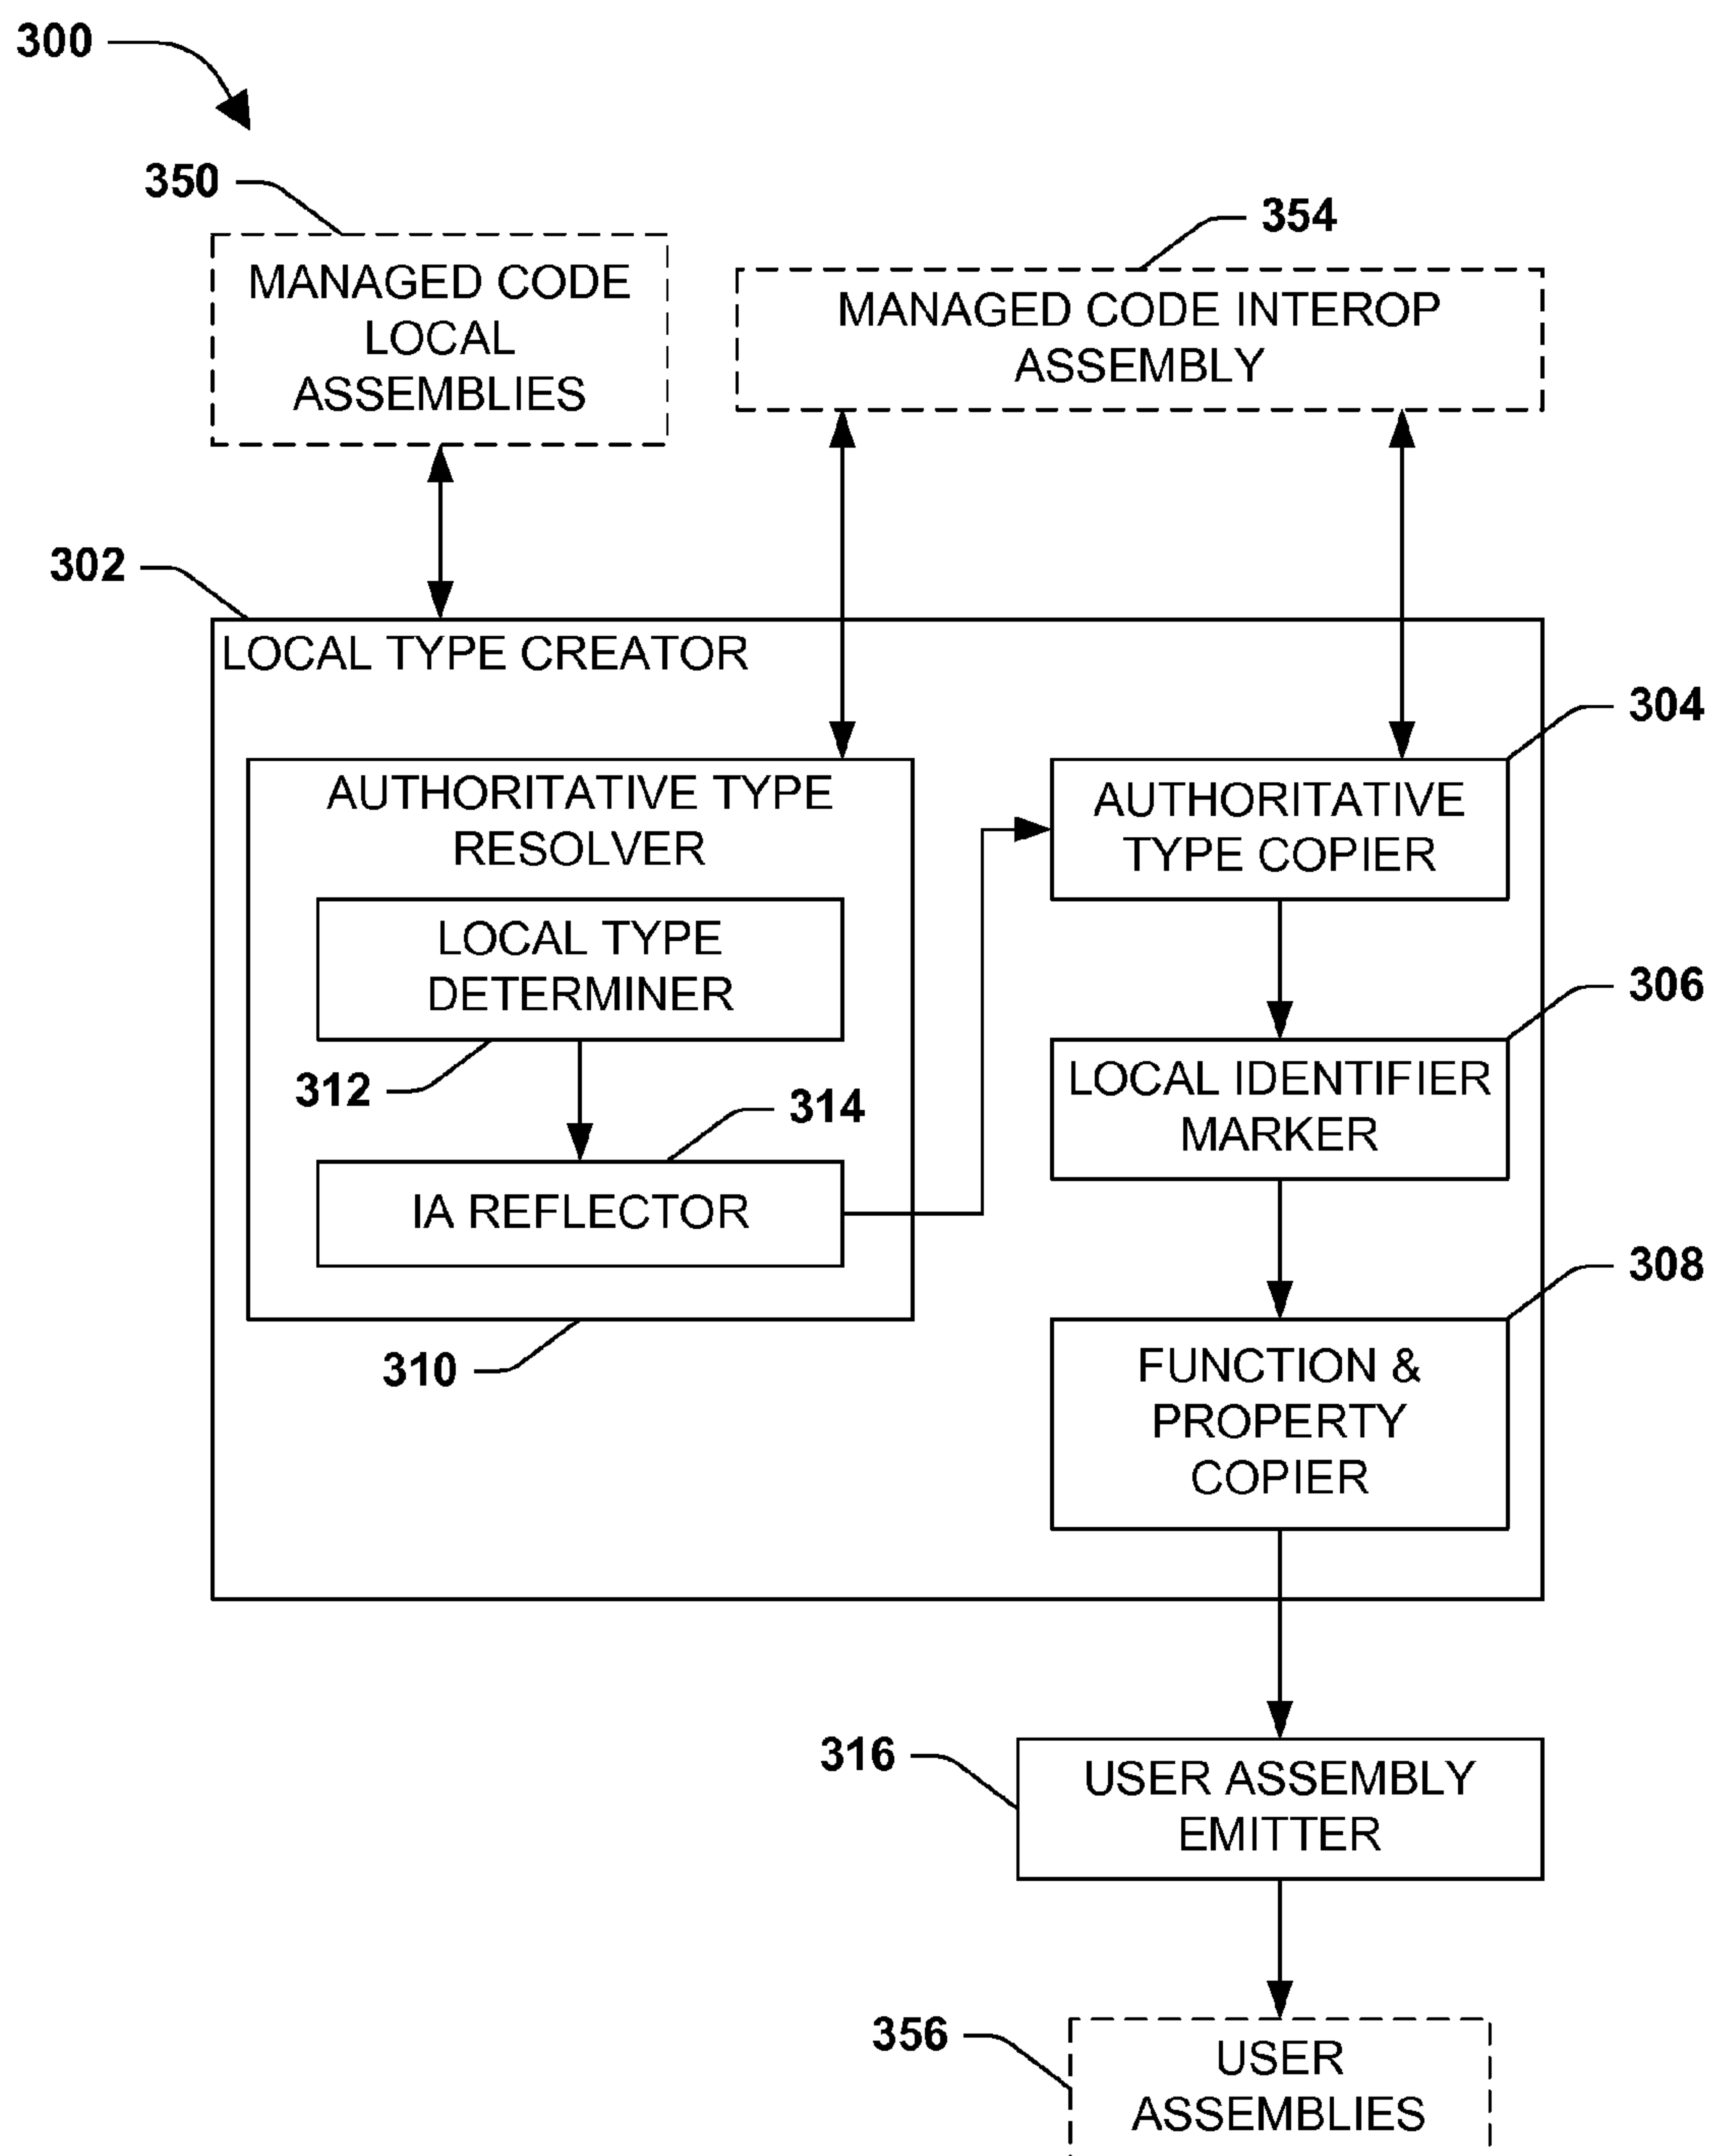 300
350
MANAGED CODE
LOCAL
ASSEMBLIES
354
MANAGED CODE INTEROP
ASSEMBLY
302
LOCAL TYPE CREATOR
304
AUTHORITATIVE TYPE
RESOLVER
AUTHORITATIVE
TYPE COPIER
LOCAL TYPE
DETERMINER
306
312
314
LOCAL IDENTIFIER
MARKER
IA REFLECTOR
308
310
FUNCTION &
PROPERTY
COPIER
316
USER ASSEMBLY
EMITTER
356
USER
ASSEMBLIES